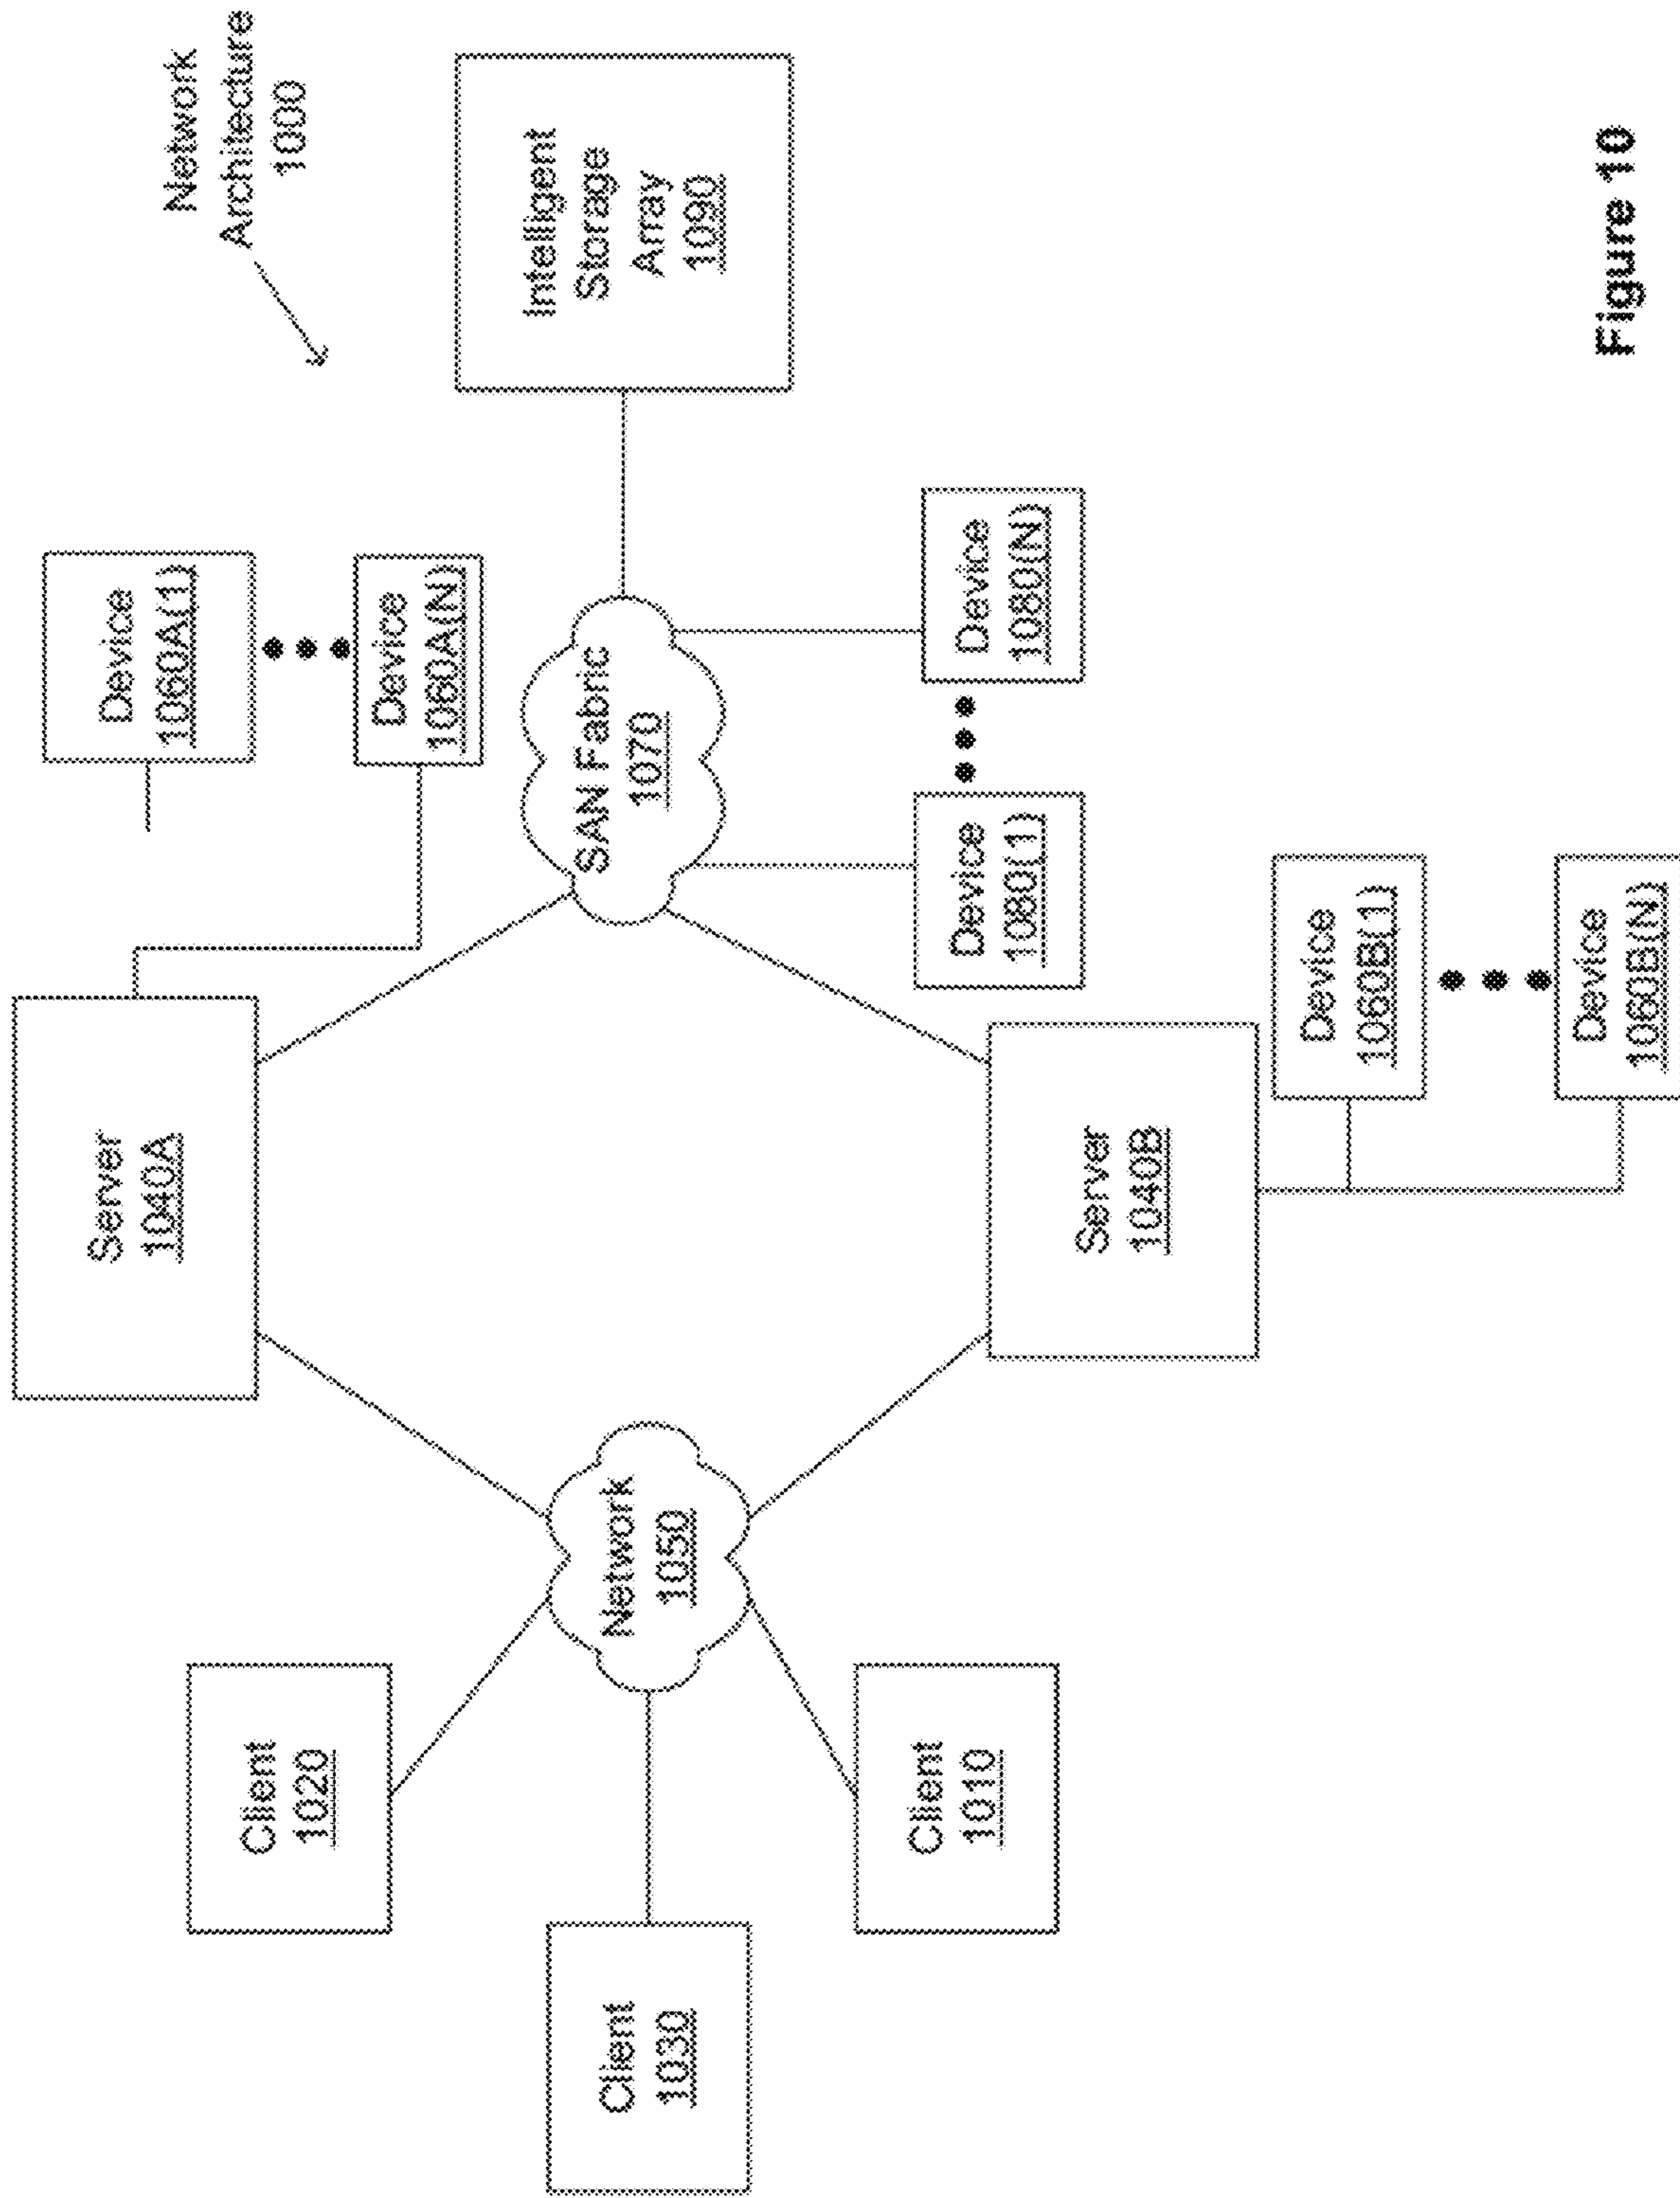 Network
Architecture
1000
Device
1060A(1)
Device
1060A(N)
Intelligent
Storage
Array
1090
Server
1040A
SAN Fabric
1070
Client
1020
Network
1050
Device
1080(1)
Device
1080(N)
Client
1030
Client
1010
Server
1040B
Device
1060B(1)
Device
1060B(N)
Figure 10